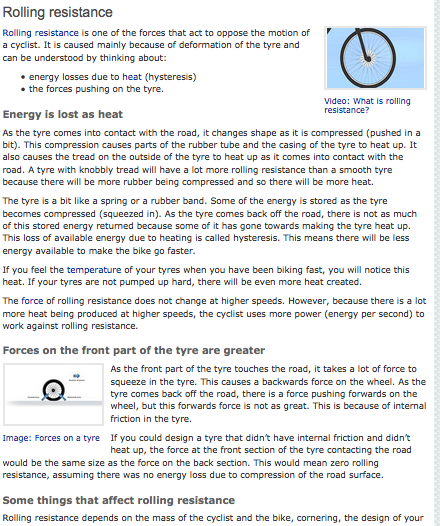 Rolling resistance
Rolling resistance is one of the forces that act to oppose the motion of
a cyclist. It is caused mainly because of deformation of the tyre and
can be understood by thinking about:
• energy losses due to heat (hysteresis)
• the forces pushing on the tyre.
Video: What is rolling
resistance?
Energy is lost as heat
As the tyre comes into contact with the road, it changes shape as it is compressed (pushed in a
bit). This compression causes parts of the rubber tube and the casing of the tyre to heat up. It
also causes the tread on the outside of the tyre to heat up as it comes into contact with the
road. A tyre with knobbly tread will have a lot more rolling resistance than a smooth tyre
because there will be more rubber being compressed and so there will be more heat.
The tyre is a bit like a spring or a rubber band. Some of the energy is stored as the tyre
becomes compressed (squeezed in). As the tyre comes back off the road, there is not as much
of this stored energy returned because some of it has gone towards making the tyre heat up.
This loss of available energy due to heating is called hysteresis. This means there will be less
energy available to make the bike go faster.
If you feel the temperature of your tyres when you have been biking fast, you will notice this
heat. If your tyres are not pumped up hard, there will be even more heat created.
The force of rolling resistance does not change at higher speeds. However, because there is a lot
more heat being produced at higher speeds, the cyclist uses more power (energy per second) to
work against rolling resistance.
Forces on the front part of the tyre are greater
As the front part of the tyre touches the road, it takes a lot of force to
squeeze in the tyre. This causes a backwards force on the wheel. As the
tyre comes back off the road, there is a force pushing forwards on the
wheel, but this forwards force is not as great. This is because of internal
friction in the tyre.
Image: Forces on a tyre
If you could design a tyre that didn't have internal friction and didn't
heat up, the force at the front section of the tyre contacting the road
would be the same size as the force on the back section. This would mean zero rolling
resistance, assuming there was no energy loss due to compression of the road surface.
Some things that affect rolling resistance
Rolling resistance depends on the mass of the cyclist and the bike, cornering, the design of your